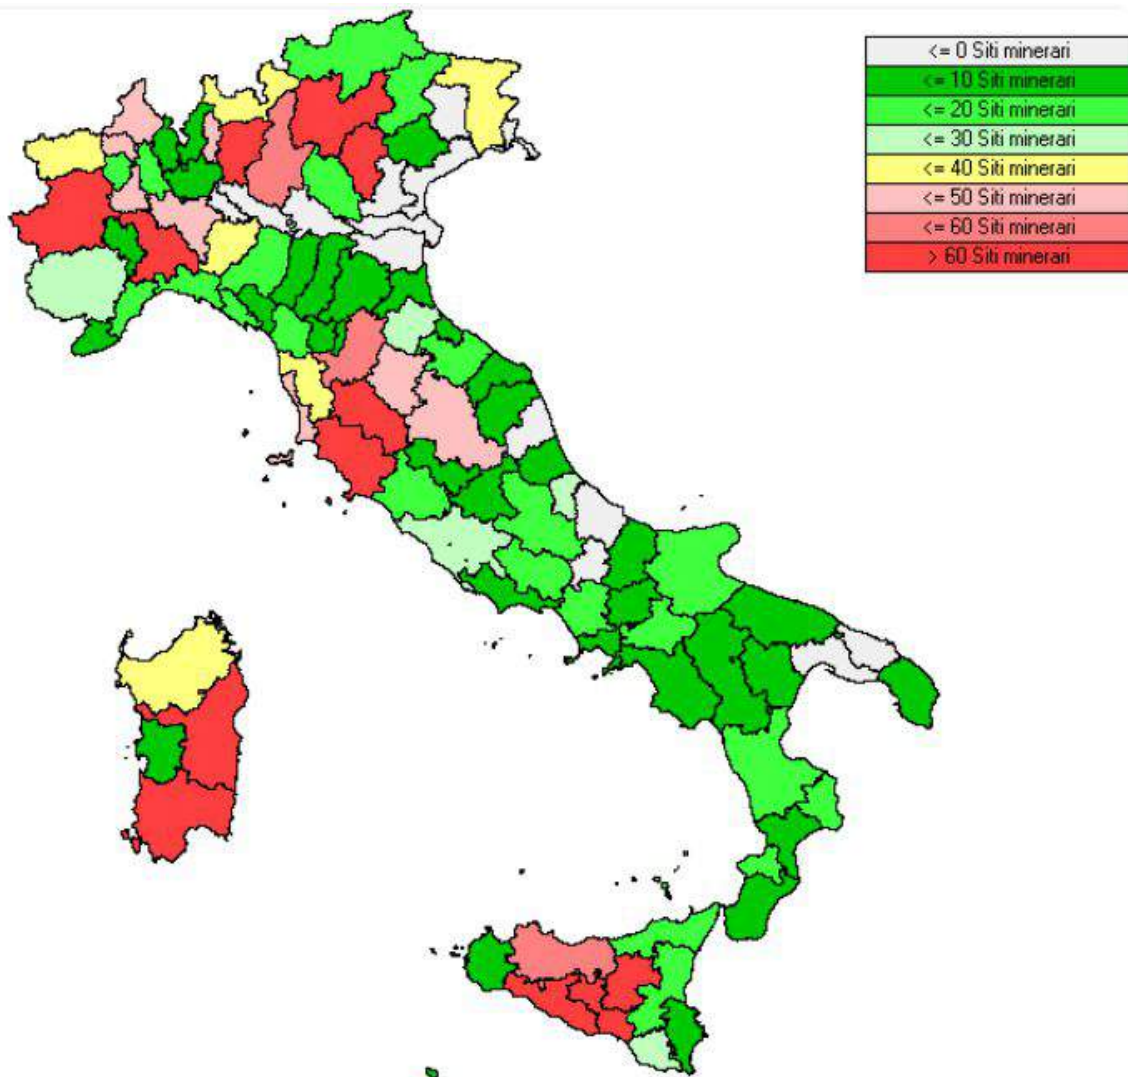 <= 0 Siti minerari
<= 10 Siti minerari
<= 20 Siti minerari
<= 30 Siti minerari
<= 40 Siti minerari
<= 50 Siti minerari
<= 60 Siti minerari
> 60 Siti minerari